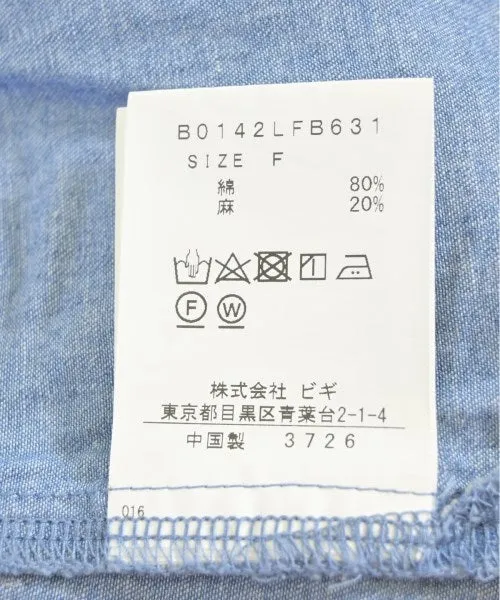 B0142LFB631
SIZE F
綿 80%
麻 20%
F W
株式会社 ビギ
東京都目黒区青葉台2-1-4
中国製 3726
016